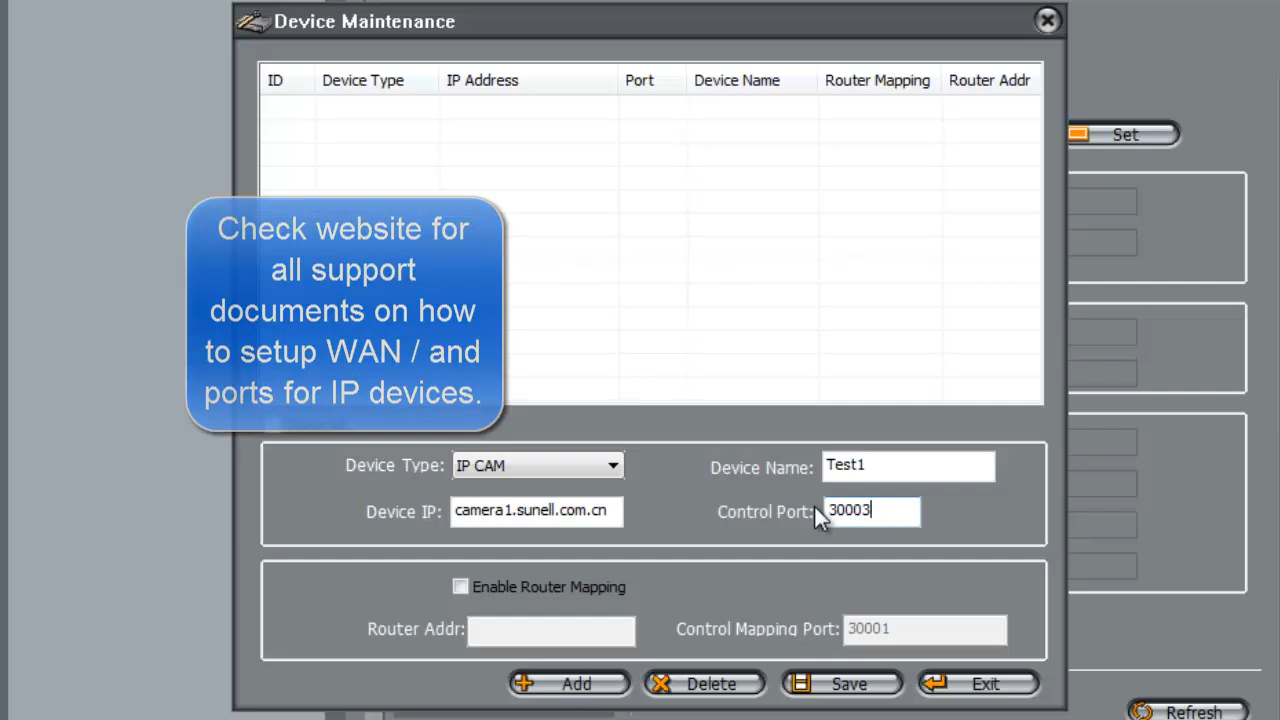 Device Maintenance
ID Device Type IP Address Port Device Name Router Mapping Router Addr
Set
Check website for
all support
documents on how
to setup WAN / and
ports for IP devices.
Device Type: IP CAM Device Name: Test1
Device IP: camera1.sunell.com.cn Control Port: 30003
Enable Router Mapping
Router Addr: Control Mapping Port: 30001
Add Delete Save Exit
Refresh